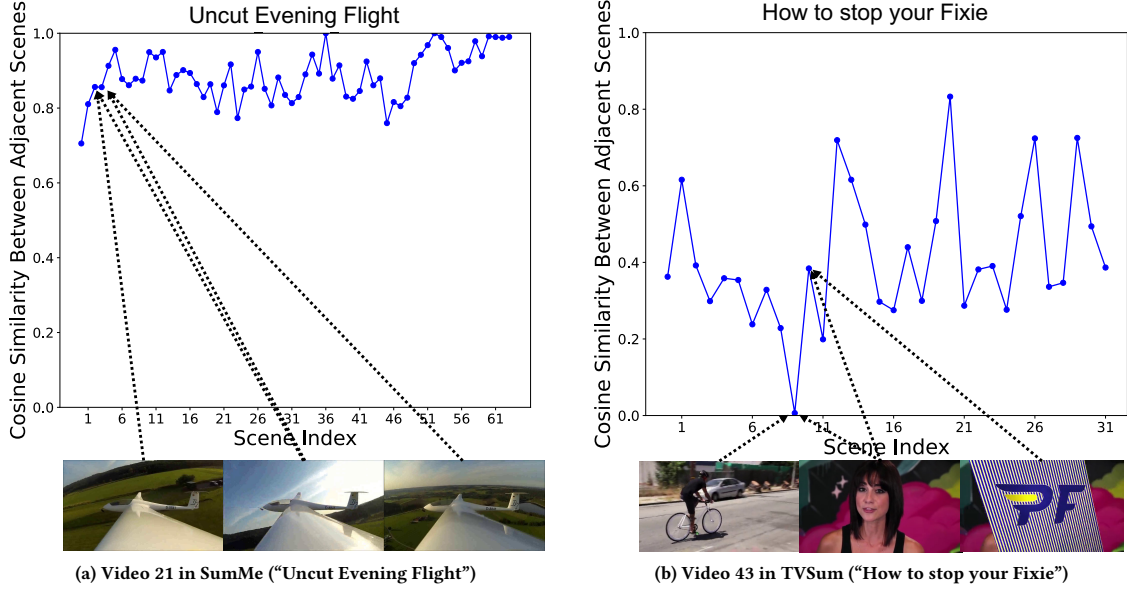 Uncut Evening Flight
Cosine Similarity Between Adjacent Scenes
1.0
0.8
0.6
0.4
0.2
0.0
1 6 11 16 21 26 31 36 41 46 51 56 61
Scene Index
(a) Video 21 in SumMe (“Uncut Evening Flight”)
How to stop your Fixie
Cosine Similarity Between Adjacent Scenes
1.0
0.8
0.6
0.4
0.2
0.0
1 6 11 16 21 26 31
Scene Index
PF
(b) Video 43 in TVSum (“How to stop your Fixie”)